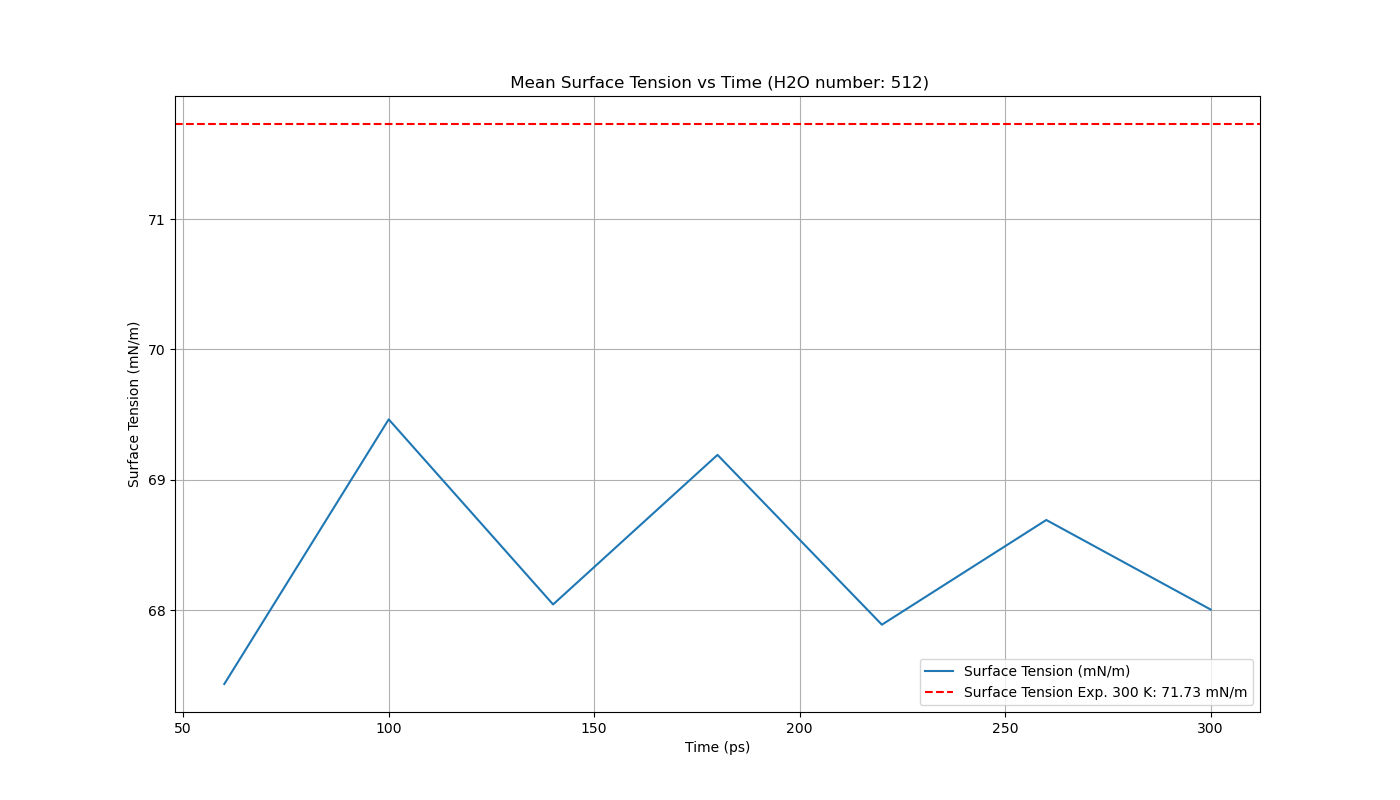 Mean Surface Tension vs Time (H2O number: 512)
Surface Tension (mN/m)
71
70
69
68
50
100
150
200
250
300
Time (ps)
Surface Tension (mN/m)
Surface Tension Exp. 300 K: 71.73 mN/m